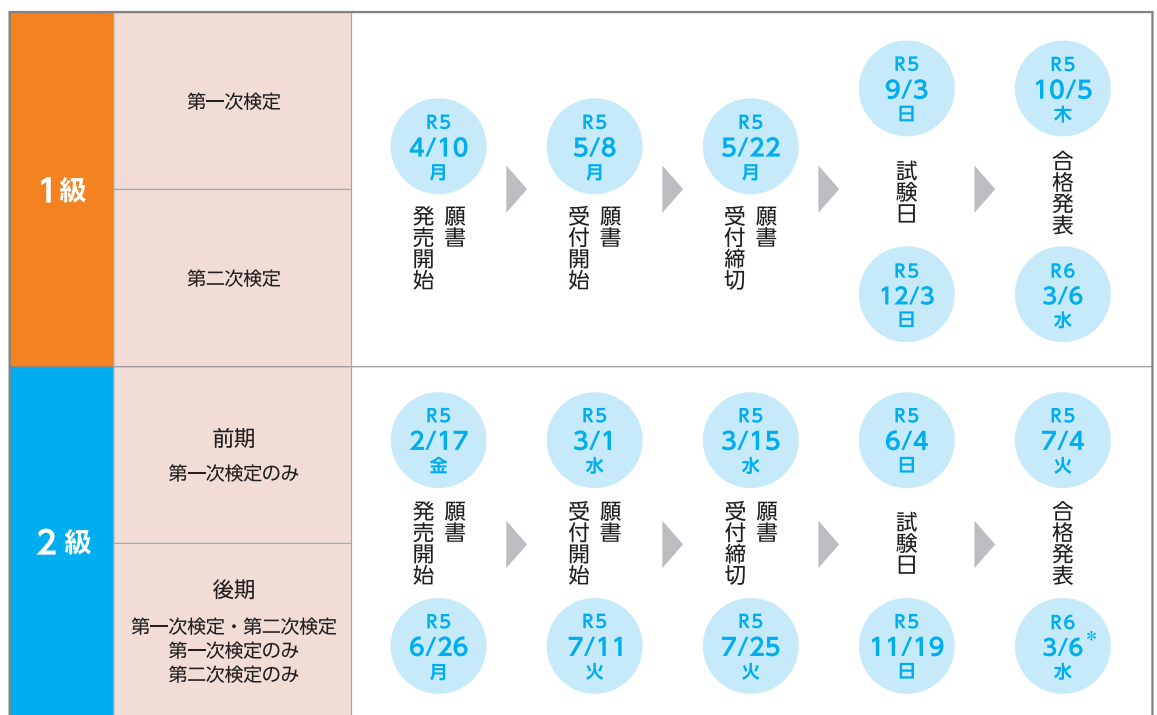 1級
第一次検定
第二次検定
R5
4/10
月
願書
発売開始
R5
5/8
月
願書
受付開始
R5
5/22
月
願書
受付締切
R5
9/3
日
試験日
R5
12/3
日
R5
10/5
木
合格発表
R6
3/6
水
2級
前期
第一次検定のみ
後期
第一次検定・第二次検定
第一次検定のみ
第二次検定のみ
R5
2/17
金
願書
発売開始
R5
6/26
月
R5
3/1
水
願書
受付開始
R5
7/11
火
R5
3/15
水
願書
受付締切
R5
7/25
火
R5
6/4
日
試験日
R5
11/19
日
R5
7/4
火
合格発表
R6
3/6*
水